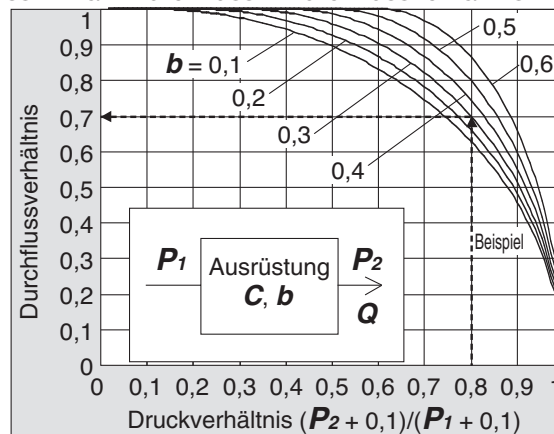 Durchflussverhältnis
1
0,9
0,8
0,7
0,6
0,5
0,4
0,3
0,2
0,1
0
b = 0,1
0,2
0,3
0,4
0,5
0,6
Beispiel
P1
Ausrüstung
C, b
P2
Q
0 0,1 0,2 0,3 0,4 0,5 0,6 0,7 0,8 0,9
Druckverhältnis (P2 + 0,1)/(P1 + 0,1)